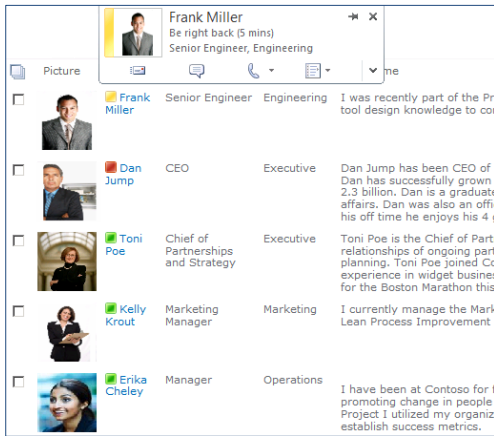 Frank Miller
Be right back (5 mins)
Senior Engineer, Engineering
Picture
me
Frank Miller
Senior Engineer
Engineering
I was recently part of the Pr
tool design knowledge to co
Dan Jump
CEO
Executive
Dan Jump has been CEO of
Dan has successfully grown
2.3 billion. Dan is a graduate
affairs. Dan was also an offi
his off time he enjoys his 4
Toni Poe
Chief of
Partnerships
and Strategy
Executive
Toni Poe is the Chief of Part
relationships of ongoing part
planning. Toni Poe joined Co
experience in widget busines
for the Boston Marathon this
Kelly Krout
Marketing
Manager
Marketing
I currently manage the Mark
Lean Process Improvement
Erika Cheley
Manager
Operations
I have been at Contoso for
promoting change in people
Project I utilized my organiz
establish success metrics.